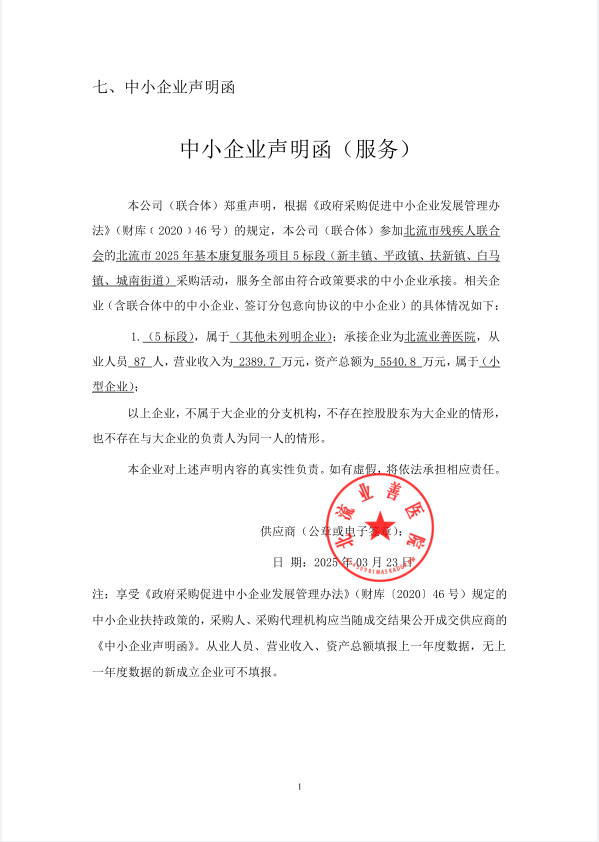 七、中小企业声明函
中小企业声明函（服务）
本公司（联合体）郑重声明，根据《政府采购促进中小企业发展管理办
法》（财库﹝2020﹞46 号）的规定，本公司（联合体）参加北流市残疾人联合
会的北流市 2025 年基本康复服务项目 5 标段（新丰镇、平政镇、扶新镇、白马
镇、城南街道）采购活动，服务全部由符合政策要求的中小企业承接。相关企
业（含联合体中的中小企业、签订分包意向协议的中小企业）的具体情况如下：
1.（5 标段），属于（其他未列明企业）；承接企业为北流业善医院，从
业人员 87 人，营业收入为 2389.7 万元，资产总额为 5540.8 万元，属于（小
型企业）；
以上企业，不属于大企业的分支机构，不存在控股股东为大企业的情形，
也不存在与大企业的负责人为同一人的情形。
本企业对上述声明内容的真实性负责。如有虚假，将依法承担相应责任。
北流业善医院
供应商（公章或电子签章）：
日 期：2025 年 03 月 23 日
注：享受《政府采购促进中小企业发展管理办法》（财库〔2020〕46 号）规定的
中小企业扶持政策的，采购人、采购代理机构应当随成交结果公开成交供应商的
《中小企业声明函》。从业人员、营业收入、资产总额填报上一年度数据，无上
一年度数据的新成立企业可不填报。
1